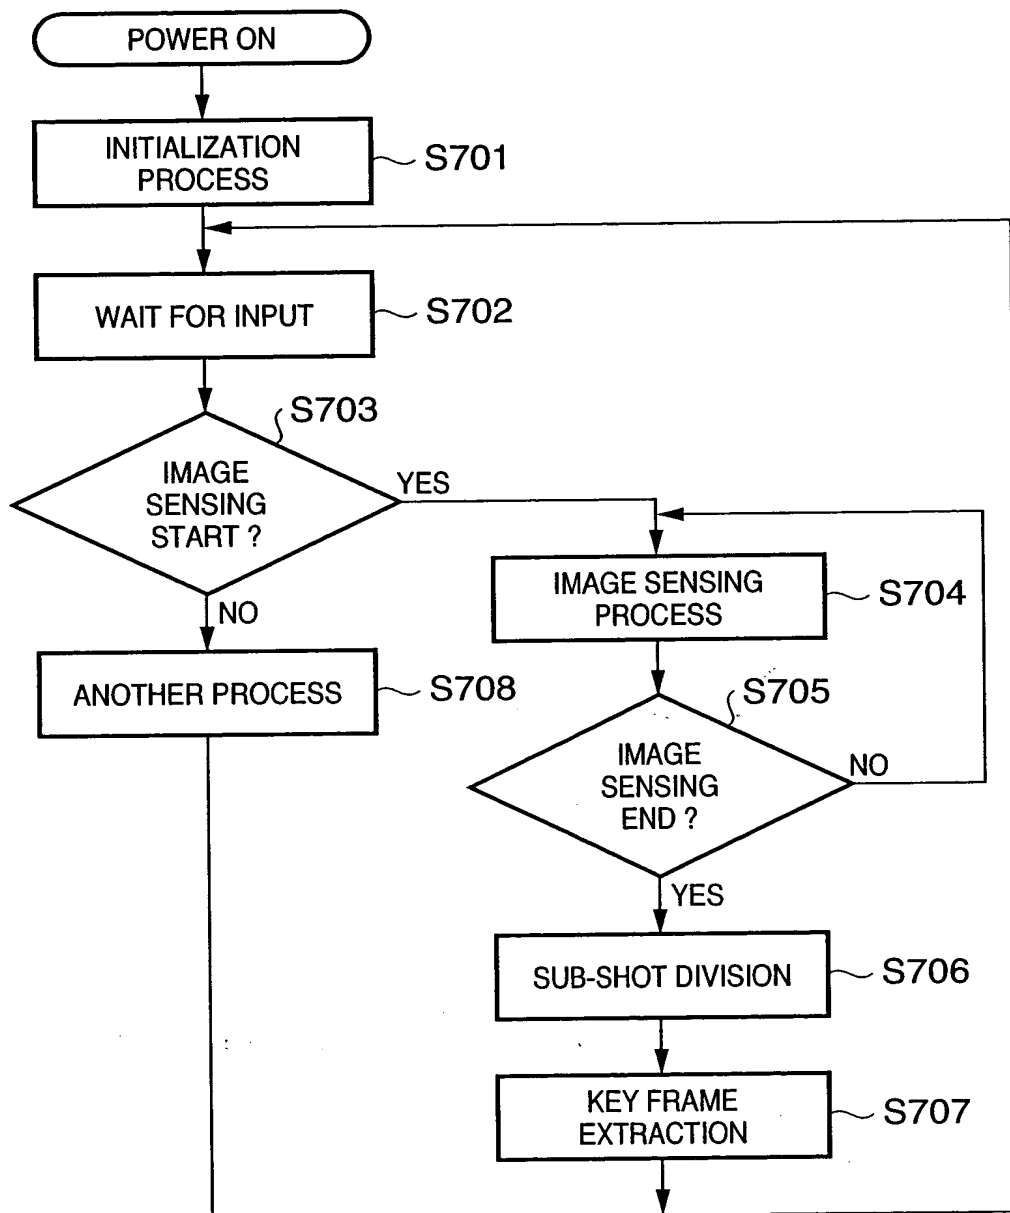 POWER ON
INITIALIZATION
PROCESS
S701
WAIT FOR INPUT
S702
S703
IMAGE
SENSING
START ?
YES
NO
IMAGE SENSING
PROCESS
S704
ANOTHER PROCESS
S708
S705
IMAGE
SENSING
END ?
NO
YES
SUB-SHOT DIVISION
S706
KEY FRAME
EXTRACTION
S707